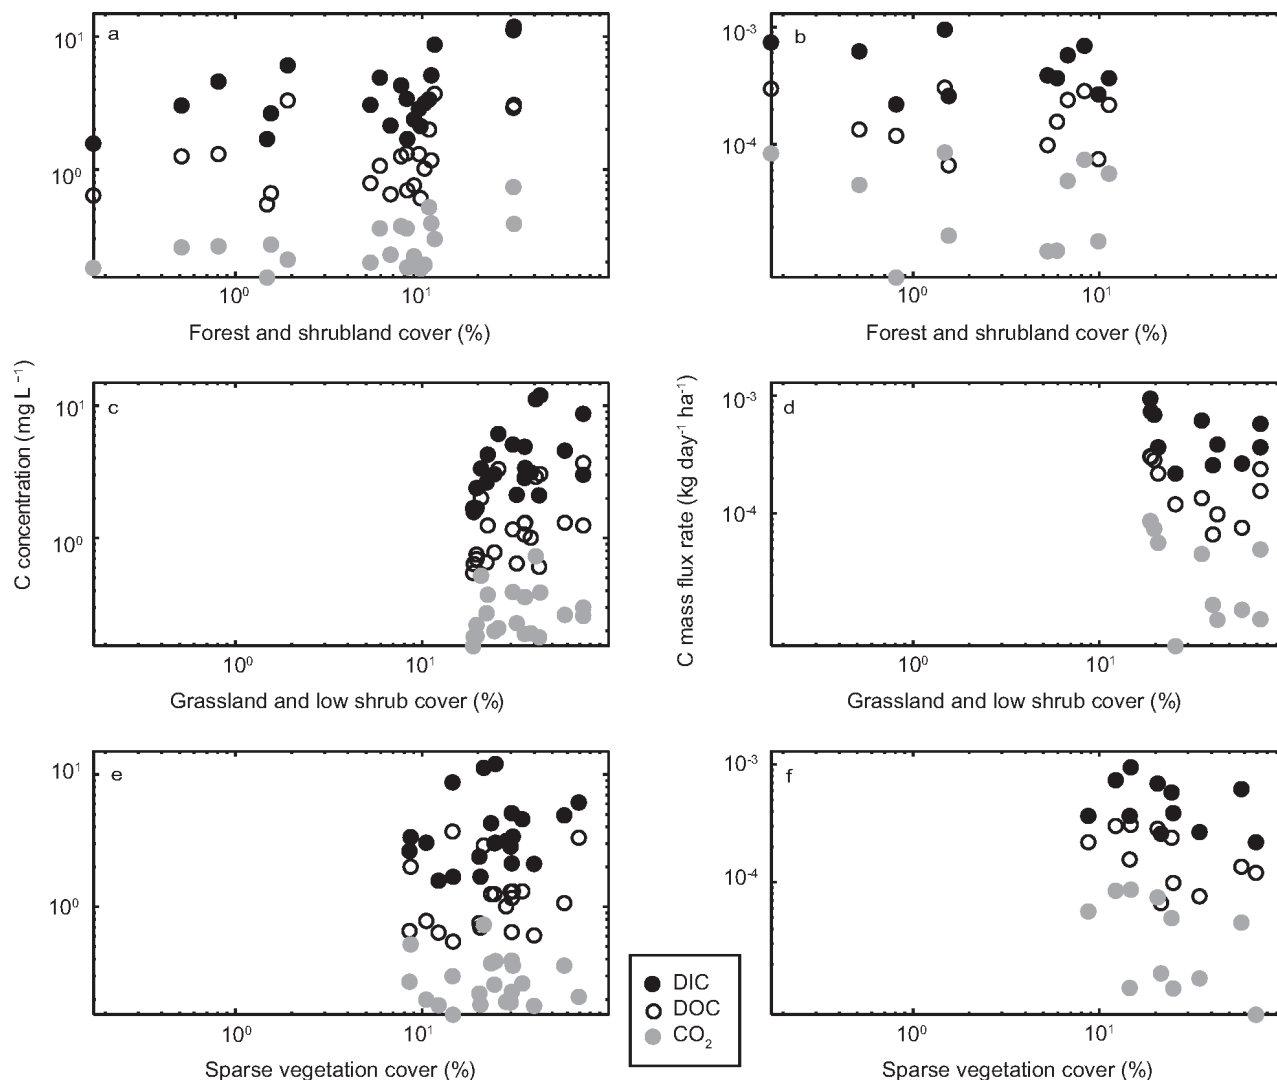 a
10¹
10⁰
10⁰
10¹
Forest and shrubland cover (%)
b
10⁻³
10⁻⁴
10⁰
10¹
Forest and shrubland cover (%)
C concentration (mg L⁻¹)
c
10¹
10⁰
10⁰
10¹
Grassland and low shrub cover (%)
C mass flux rate (kg day⁻¹ ha⁻¹)
d
10⁻³
10⁻⁴
10⁰
10¹
Grassland and low shrub cover (%)
e
10¹
10⁰
10⁰
10¹
Sparse vegetation cover (%)
f
10⁻³
10⁻⁴
10⁰
10¹
Sparse vegetation cover (%)
DIC
DOC
CO₂